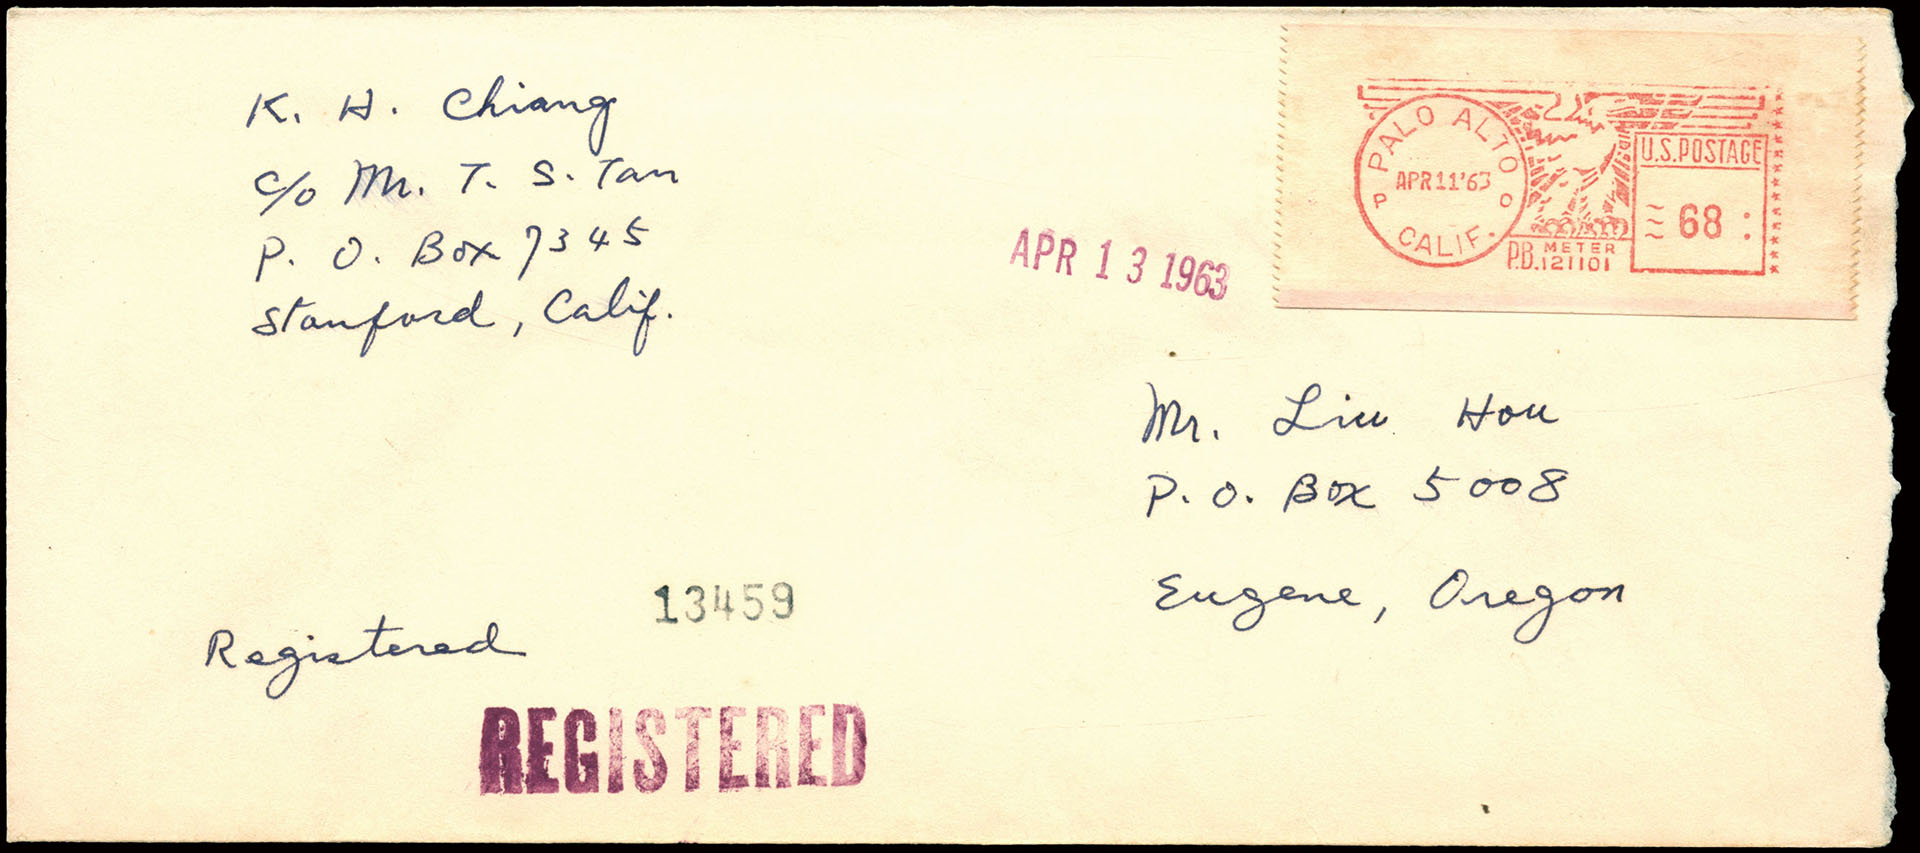 K. H. Chiang
c/o Mr. T. S. Tan
P. O. Box 7345
Stanford, Calif.
APR 13 1963
PALO ALTO
APR 11 '63
P O
CALIF.
P.B. METER
121101
U.S. POSTAGE
68
Mr. Liu Hou
P. O. Box 5008
Eugene, Oregon
13459
Registered
REGISTERED